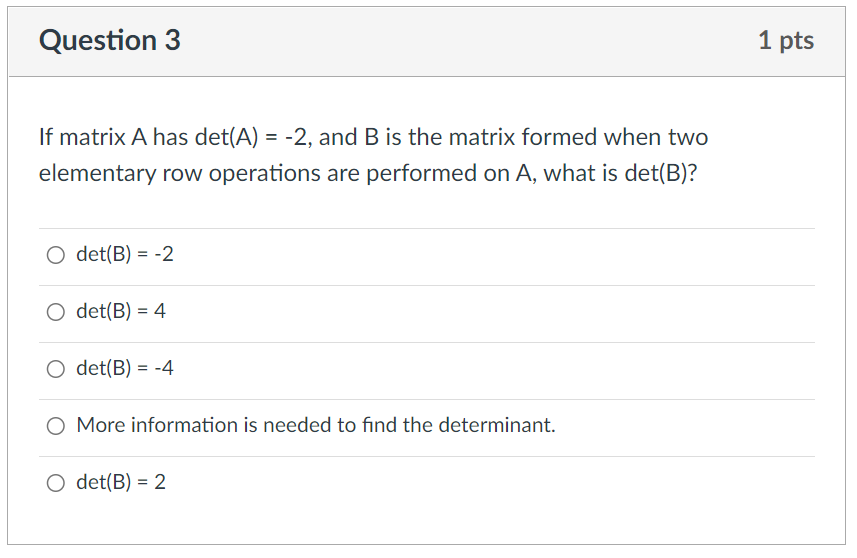 Question 3
1 pts
If matrix A has det(A) = -2, and B is the matrix formed when two
elementary row operations are performed on A, what is det(B)?
det(B) = -2
det(B) = 4
det(B) = -4
More information is needed to find the determinant.
det(B) = 2